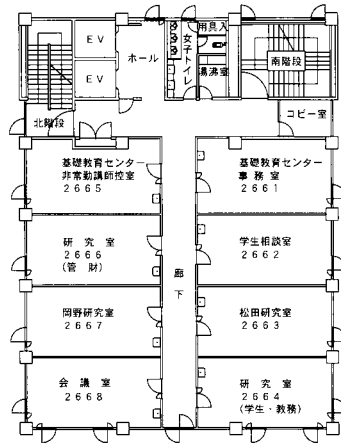 EV
EV
ホール
女子トイレ
用具入
湯沸室
南階段
コピー室
北階段
基礎教育センター
非常勤講師控室
2665
基礎教育センター
事務室
2661
研究室
2666
(管財)
学生相談室
2662
廊下
岡野研究室
2667
松田研究室
2663
会議室
2668
研究室
2664
(学生・教務)